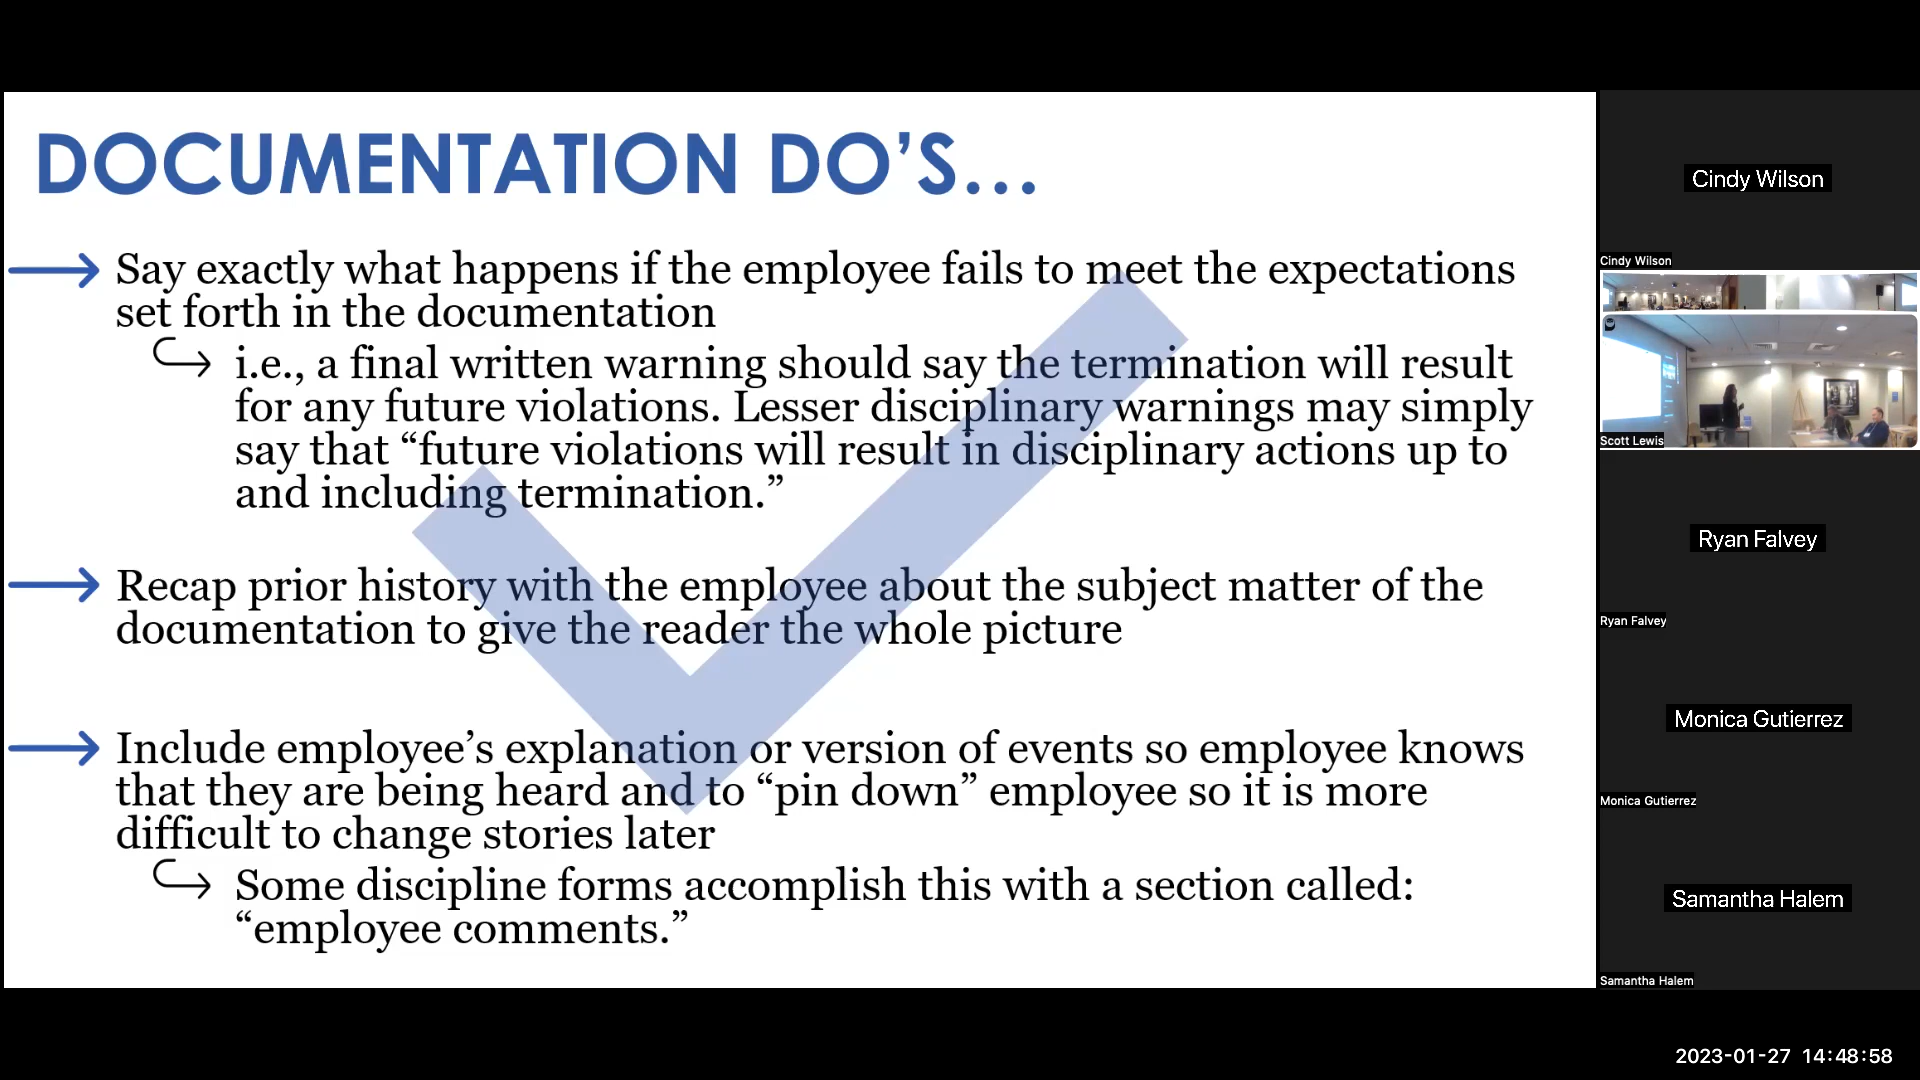 DOCUMENTATION DO’S...
Say exactly what happens if the employee fails to meet the expectations
set forth in the documentation
i.e., a final written warning should say the termination will result
for any future violations. Lesser disciplinary warnings may simply
say that “future violations will result in disciplinary actions up to
and including termination.”
Recap prior history with the employee about the subject matter of the
documentation to give the reader the whole picture
Include employee’s explanation or version of events so employee knows
that they are being heard and to “pin down” employee so it is more
difficult to change stories later
Some discipline forms accomplish this with a section called:
“employee comments.”
Cindy Wilson
Cindy Wilson
Scott Lewis
Ryan Falvey
Ryan Falvey
Monica Gutierrez
Monica Gutierrez
Samantha Halem
Samantha Halem
2023-01-27 14:48:58